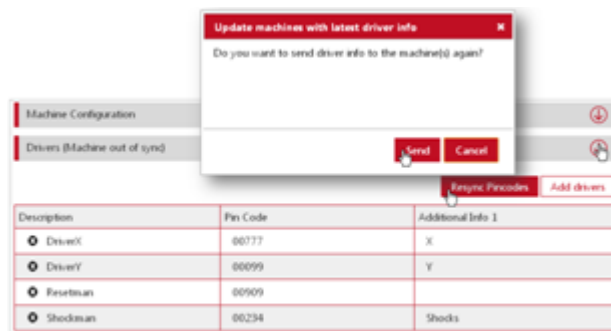 Update machines with latest driver info
Do you want to send driver info to the machine(s) again?
Machine Configuration
Drivers (Machine out of sync)
Send Cancel
Resync Pincodes Add drivers
Description Pin Code Additional Info 1
DriverX 00777 X
DriverY 00099 Y
Resetman 00909
Shockman 00234 Shocks